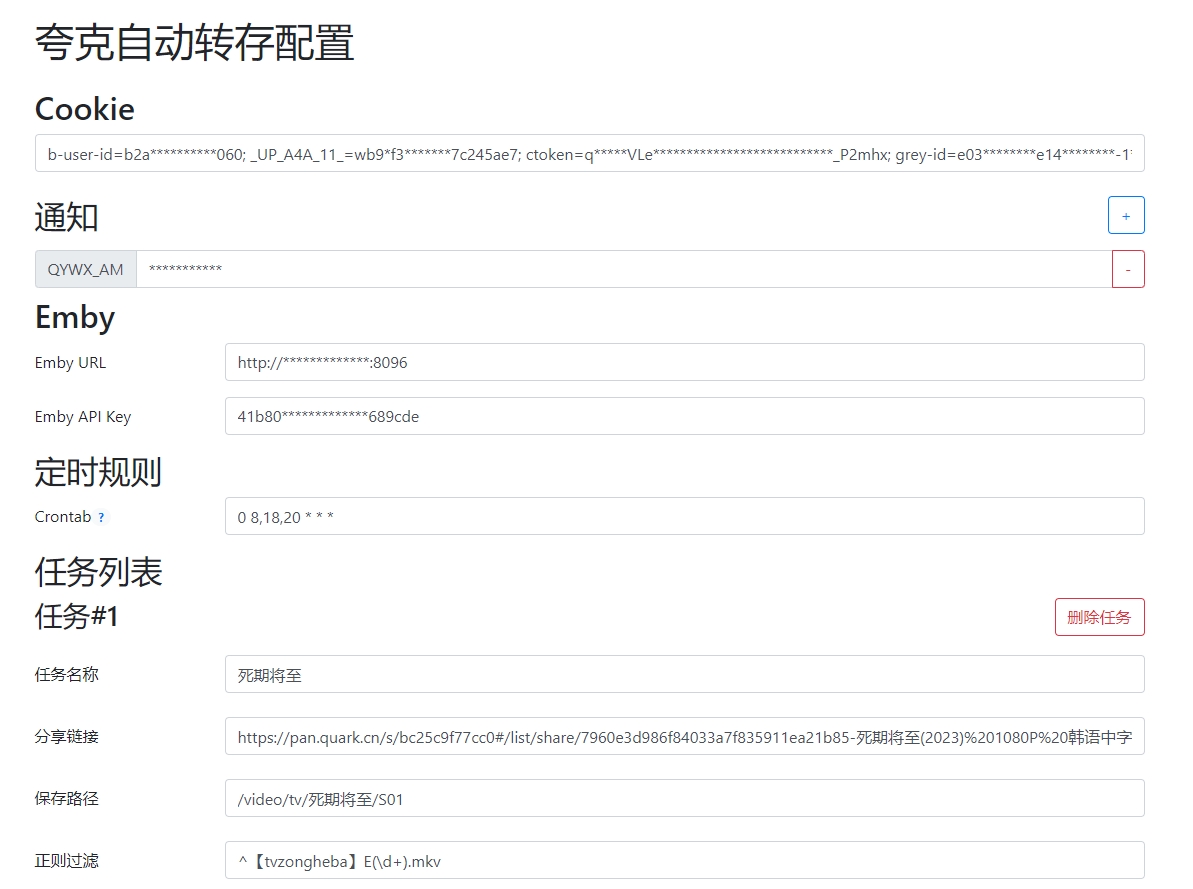 夸克自动转存配置
Cookie
b-user-id=b2a**********060; _UP_A4A_11_=wb9*f3*******7c245ae7; ctoken=q*****VLe***************************_P2mhx; grey-id=e03********e14********-1
通知
+
QYWX_AM ***********
-
Emby
Emby URL http://*************:8096
Emby API Key 41b80*************689cde
定时规则
Crontab ? 0 8,18,20 * * *
任务列表
任务#1 删除任务
任务名称 死期将至
分享链接 https://pan.quark.cn/s/bc25c9f77cc0#/list/share/7960e3d986f84033a7f835911ea21b85-死期将至(2023)%201080P%20韩语中字
保存路径 /video/tv/死期将至/S01
正则过滤 ^【tvzongheba】E(\d+).mkv